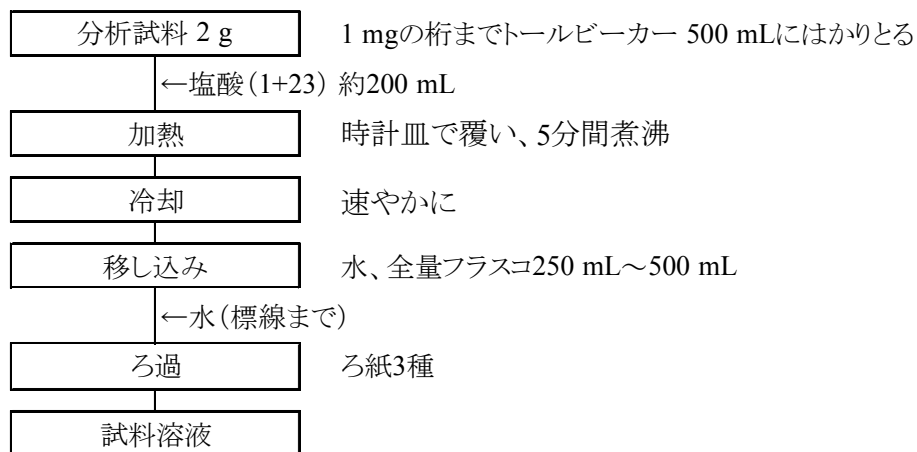 分析試料 2 g 1 mgの桁までトールビーカー 500 mLにはかりとる
←塩酸(1+23) 約200 mL
加熱 時計皿で覆い、5分間煮沸
冷却 速やかに
移し込み 水、全量フラスコ250 mL～500 mL
←水(標線まで)
ろ過 ろ紙3種
試料溶液